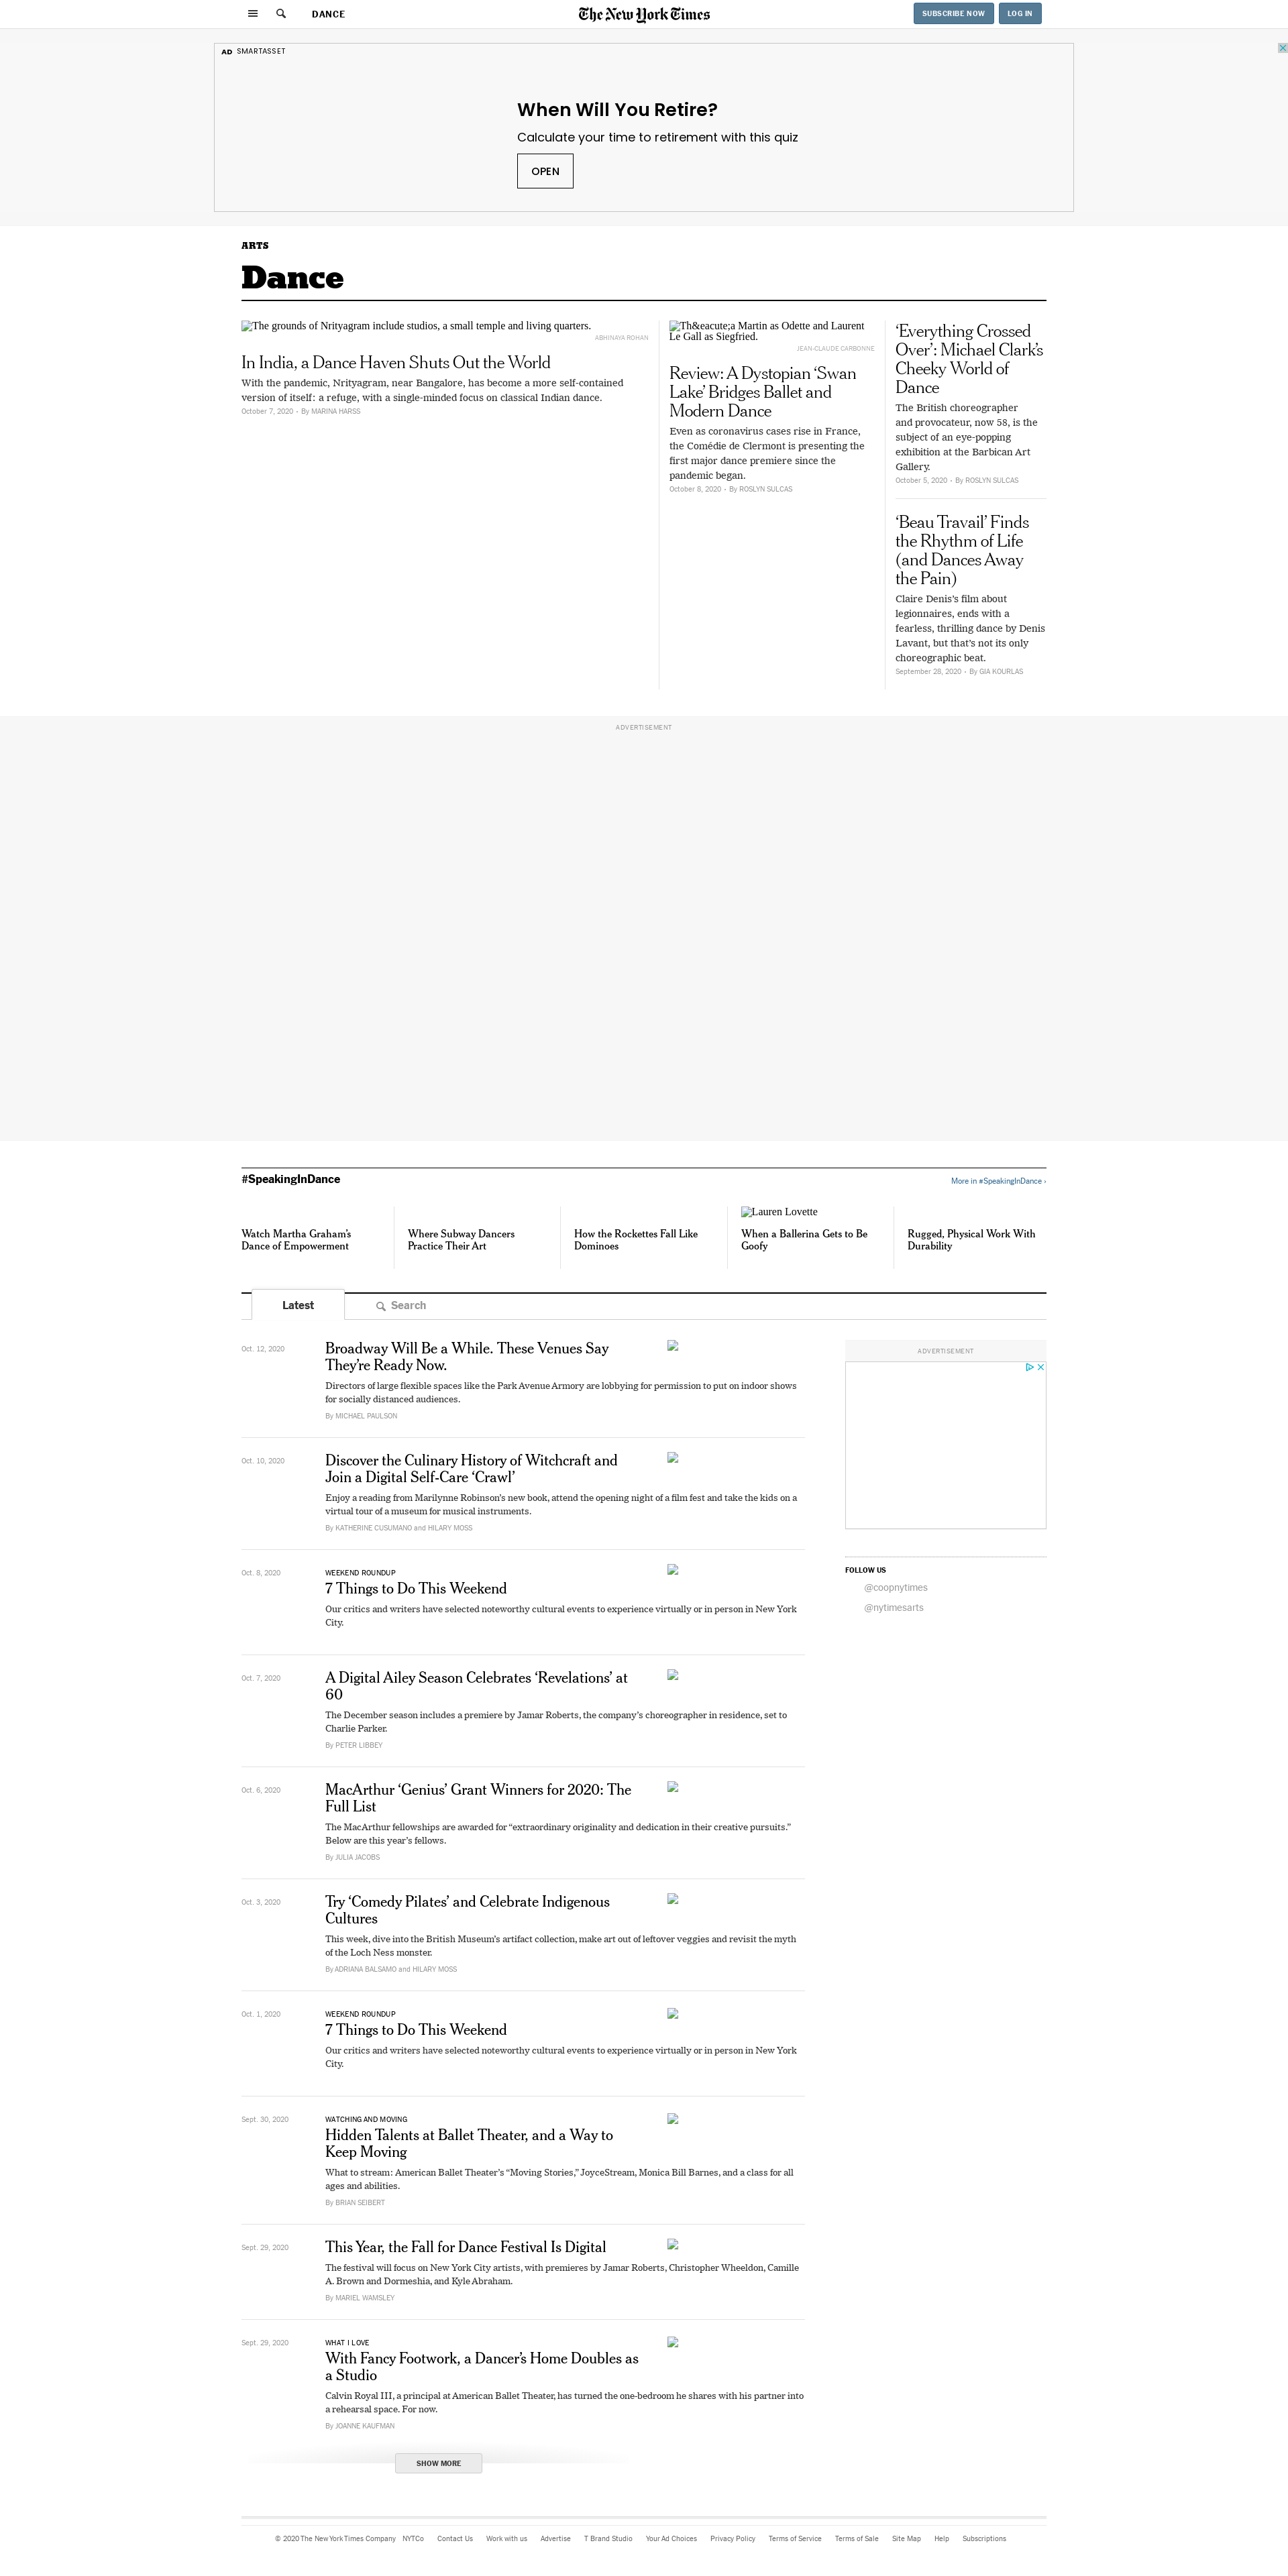 DANCE
The New York Times
SUBSCRIBE NOW
LOG IN
AD SMARTASSET
When Will You Retire?
Calculate your time to retirement with this quiz
OPEN
ARTS
Dance
The grounds of Nrityagram include studios, a small temple and living quarters.
ABHINAYA ROHAN
In India, a Dance Haven Shuts Out the World
With the pandemic, Nrityagram, near Bangalore, has become a more self-contained
version of itself: a refuge, with a single-minded focus on classical Indian dance.
October 7, 2020 • By MARINA HARSS
Th&eacute;a Martin as Odette and Laurent
Le Gall as Siegfried.
JEAN-CLAUDE CARBONNE
Review: A Dystopian ‘Swan
Lake’ Bridges Ballet and
Modern Dance
Even as coronavirus cases rise in France,
the Comédie de Clermont is presenting the
first major dance premiere since the
pandemic began.
October 8, 2020 • By ROSLYN SULCAS
‘Everything Crossed
Over’: Michael Clark’s
Cheeky World of
Dance
The British choreographer
and provocateur, now 58, is the
subject of an eye-popping
exhibition at the Barbican Art
Gallery.
October 5, 2020 • By ROSLYN SULCAS
‘Beau Travail’ Finds
the Rhythm of Life
(and Dances Away
the Pain)
Claire Denis’s film about
legionnaires, ends with a
fearless, thrilling dance by Denis
Lavant, but that’s not its only
choreographic beat.
September 28, 2020 • By GIA KOURLAS
ADVERTISEMENT
#SpeakingInDance
More in #SpeakingInDance ›
Watch Martha Graham’s
Dance of Empowerment
Where Subway Dancers
Practice Their Art
How the Rockettes Fall Like
Dominoes
Lauren Lovette
When a Ballerina Gets to Be
Goofy
Rugged, Physical Work With
Durability
Latest
Search
Oct. 12, 2020
Broadway Will Be a While. These Venues Say
They’re Ready Now.
Directors of large flexible spaces like the Park Avenue Armory are lobbying for permission to put on indoor shows
for socially distanced audiences.
By MICHAEL PAULSON
ADVERTISEMENT
Oct. 10, 2020
Discover the Culinary History of Witchcraft and
Join a Digital Self-Care ‘Crawl’
Enjoy a reading from Marilynne Robinson’s new book, attend the opening night of a film fest and take the kids on a
virtual tour of a museum for musical instruments.
By KATHERINE CUSUMANO and HILARY MOSS
FOLLOW US
@coopnytimes
@nytimesarts
Oct. 8, 2020
WEEKEND ROUNDUP
7 Things to Do This Weekend
Our critics and writers have selected noteworthy cultural events to experience virtually or in person in New York
City.
Oct. 7, 2020
A Digital Ailey Season Celebrates ‘Revelations’ at
60
The December season includes a premiere by Jamar Roberts, the company’s choreographer in residence, set to
Charlie Parker.
By PETER LIBBEY
Oct. 6, 2020
MacArthur ‘Genius’ Grant Winners for 2020: The
Full List
The MacArthur fellowships are awarded for “extraordinary originality and dedication in their creative pursuits.”
Below are this year’s fellows.
By JULIA JACOBS
Oct. 3, 2020
Try ‘Comedy Pilates’ and Celebrate Indigenous
Cultures
This week, dive into the British Museum’s artifact collection, make art out of leftover veggies and revisit the myth
of the Loch Ness monster.
By ADRIANA BALSAMO and HILARY MOSS
Oct. 1, 2020
WEEKEND ROUNDUP
7 Things to Do This Weekend
Our critics and writers have selected noteworthy cultural events to experience virtually or in person in New York
City.
Sept. 30, 2020
WATCHING AND MOVING
Hidden Talents at Ballet Theater, and a Way to
Keep Moving
What to stream: American Ballet Theater’s “Moving Stories,” JoyceStream, Monica Bill Barnes, and a class for all
ages and abilities.
By BRIAN SEIBERT
Sept. 29, 2020
This Year, the Fall for Dance Festival Is Digital
The festival will focus on New York City artists, with premieres by Jamar Roberts, Christopher Wheeldon, Camille
A. Brown and Dormeshia, and Kyle Abraham.
By MARIEL WAMSLEY
Sept. 29, 2020
WHAT I LOVE
With Fancy Footwork, a Dancer’s Home Doubles as
a Studio
Calvin Royal III, a principal at American Ballet Theater, has turned the one-bedroom he shares with his partner into
a rehearsal space. For now.
By JOANNE KAUFMAN
SHOW MORE
© 2020 The New York Times Company NYTCo Contact Us Work with us Advertise T Brand Studio Your Ad Choices Privacy Policy Terms of Service Terms of Sale Site Map Help Subscriptions